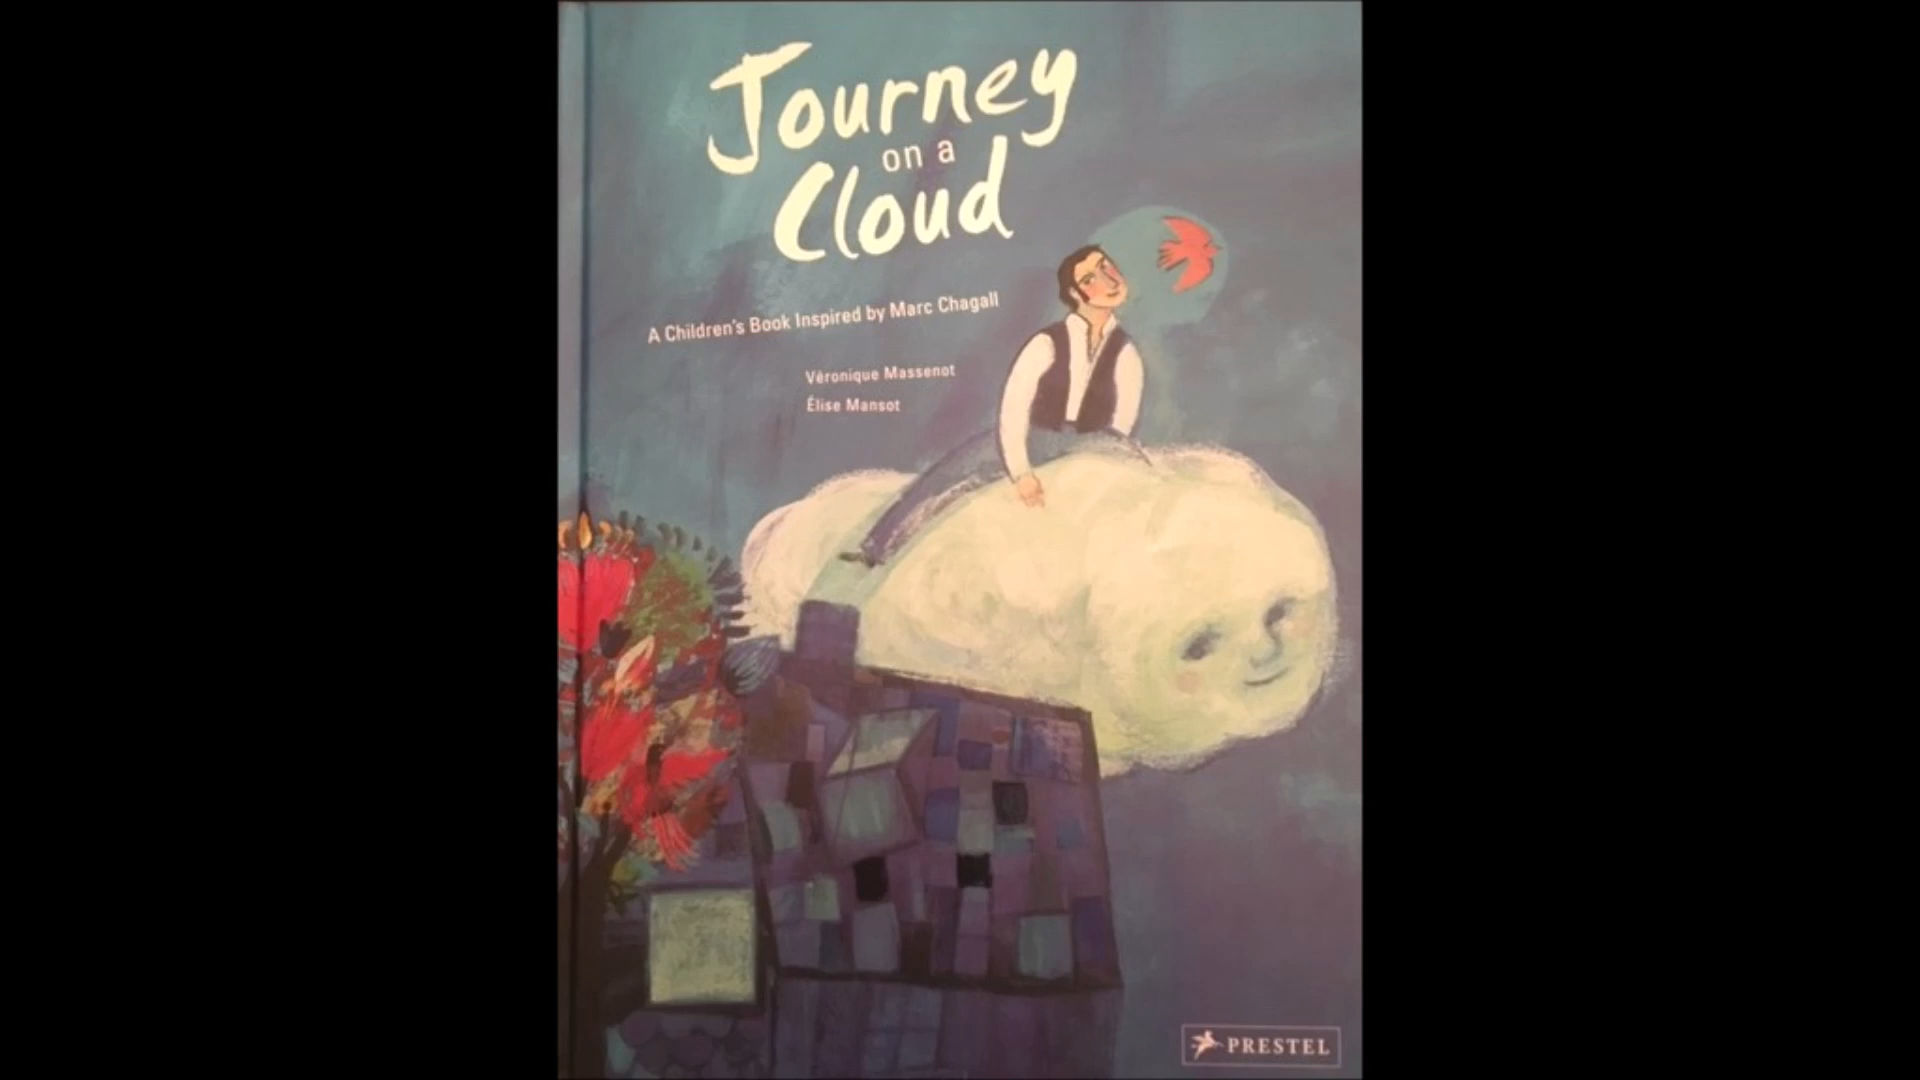 Journey
on a
Cloud
A Children's Book Inspired by Marc Chagall
Véronique Massenot
Élise Mansot
PRESTEL